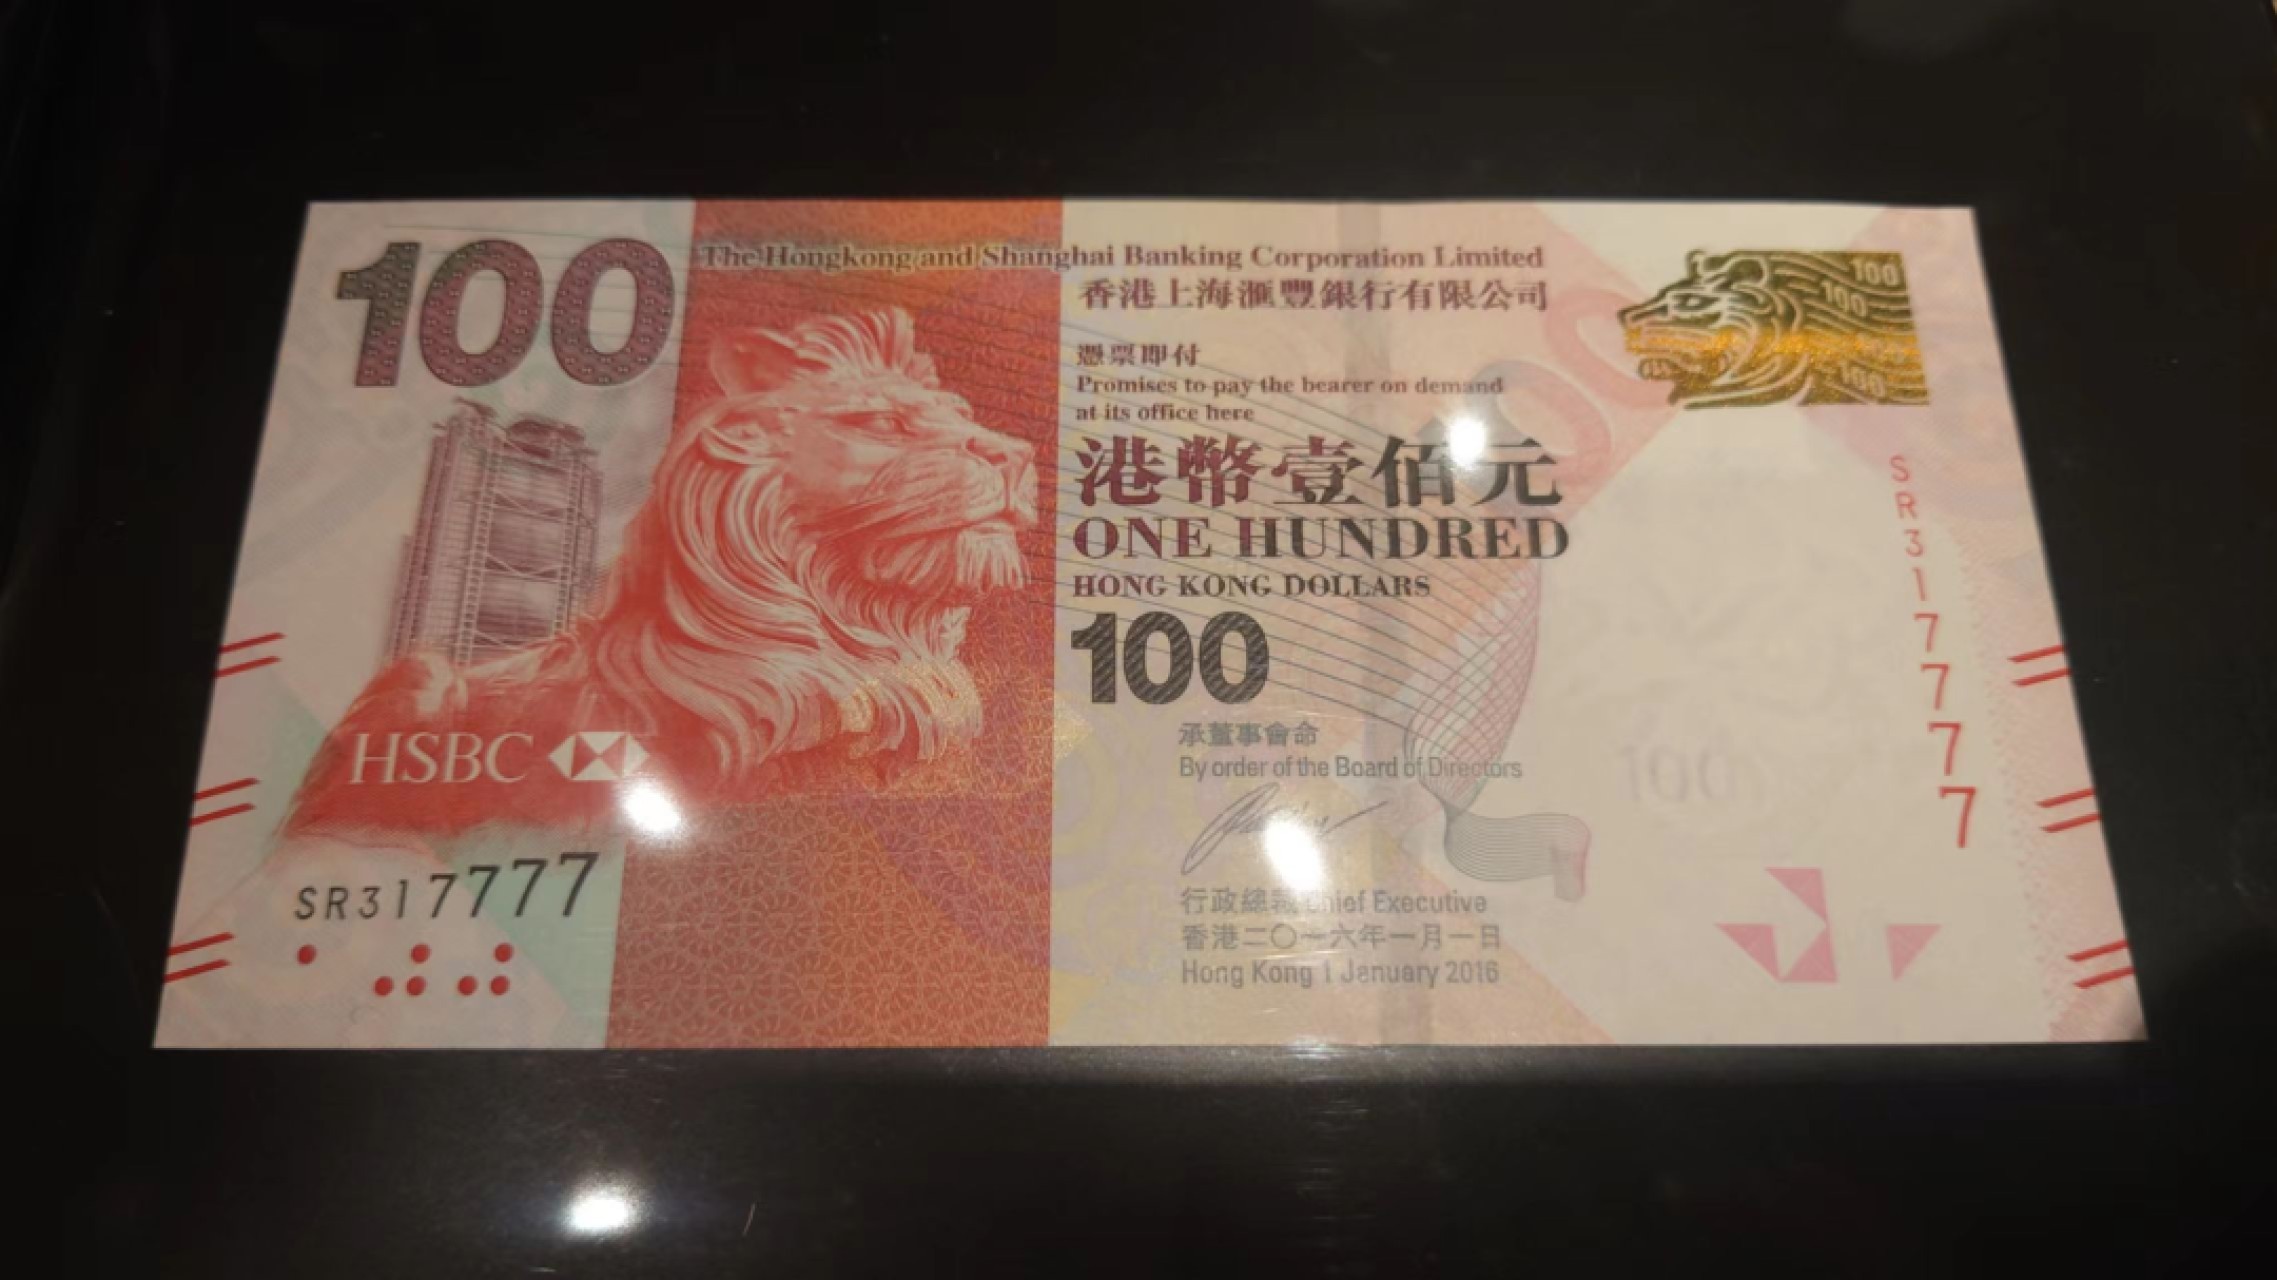 100
The Hongkong and Shanghai Banking Corporation Limited
香港上海滙豐銀行有限公司
100
100
100
憑票即付
Promises to pay the bearer on demand
at its office here
港幣壹佰元
ONE HUNDRED
HONG KONG DOLLARS
100
SR317777
HSBC
承董事會命
By order of the Board of Directors
100
SR317777
行政總裁 Chief Executive
香港二〇一六年一月一日
Hong Kong 1 January 2016